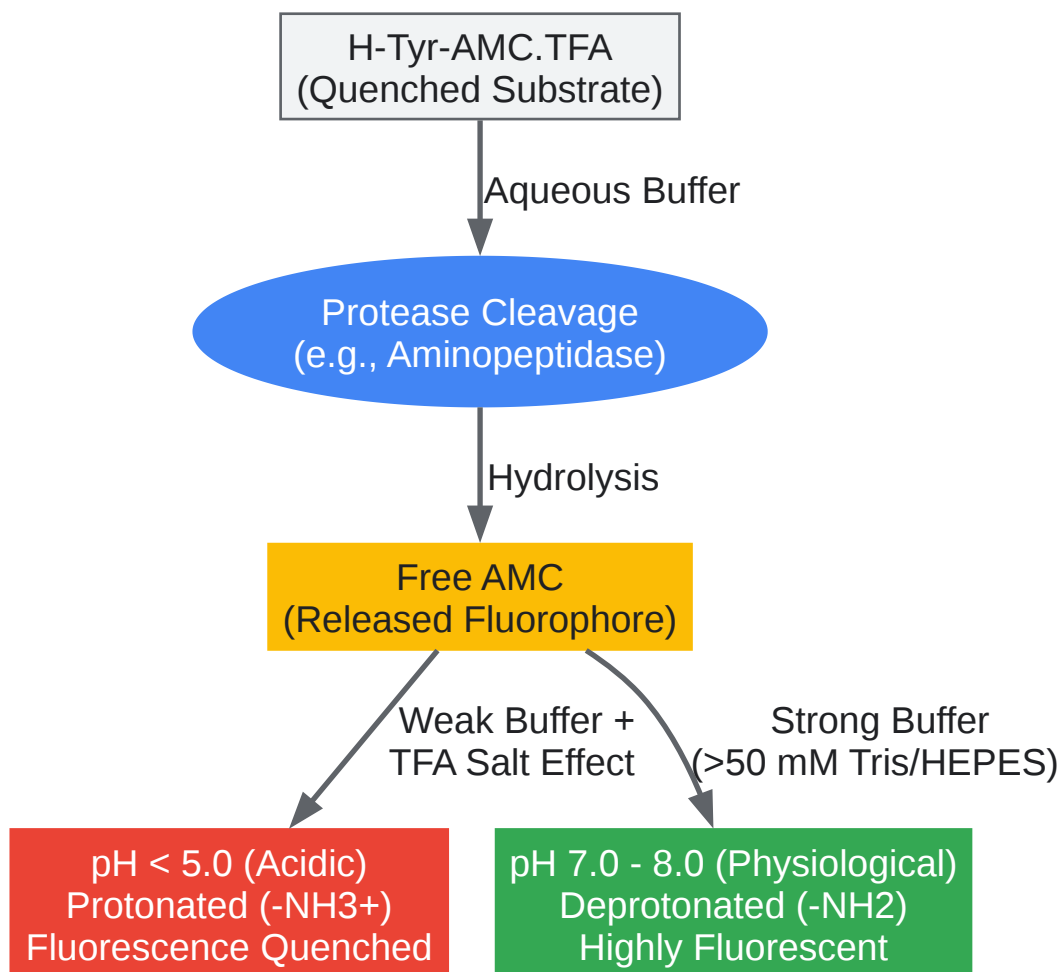 H-Tyr-AMC.TFA
(Quenched Substrate)
Aqueous Buffer
Protease Cleavage
(e.g., Aminopeptidase)
Hydrolysis
Free AMC
(Released Fluorophore)
Weak Buffer +
TFA Salt Effect
Strong Buffer
(>50 mM Tris/HEPES)
pH < 5.0 (Acidic)
Protonated (-NH3+)
Fluorescence Quenched
pH 7.0 - 8.0 (Physiological)
Deprotonated (-NH2)
Highly Fluorescent